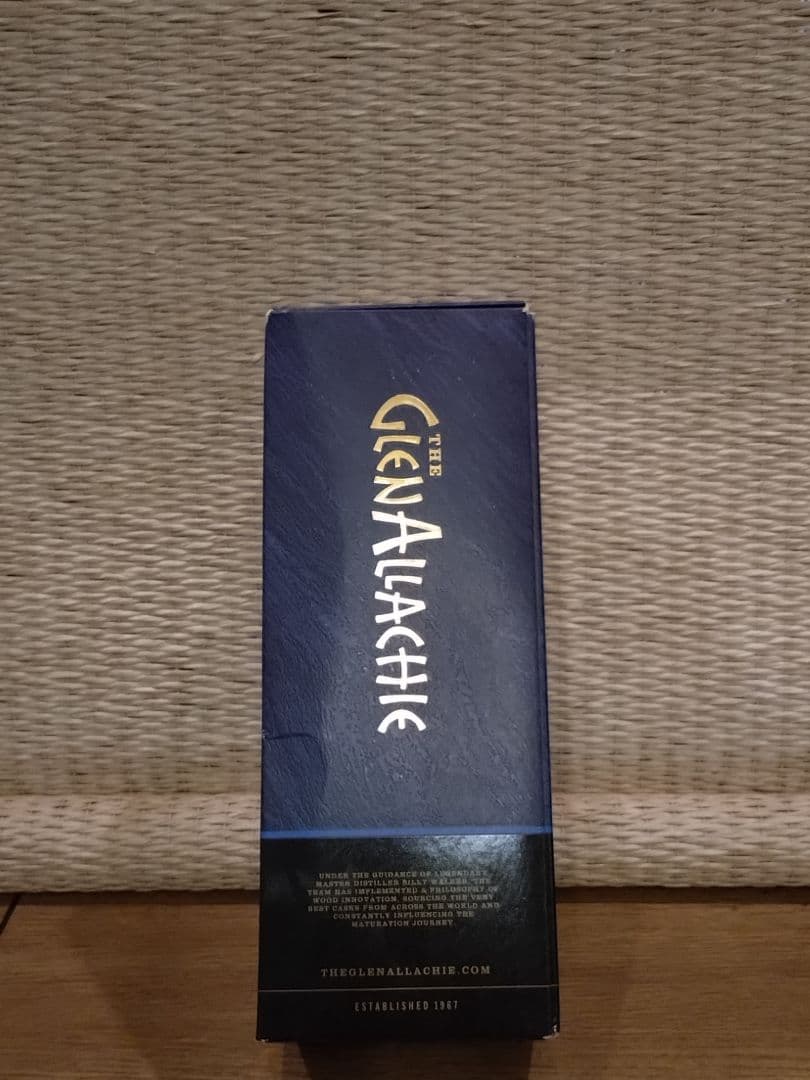 THE
GLENALLACHIE
UNDER THE GUIDANCE OF LEGENDARY
MASTER DISTILLER BILLY WALKER, THE
TEAM HAS IMPLEMENTED A PHILOSOPHY OF
WOOD INNOVATION, SOURCING THE VERY
BEST CASKS FROM ACROSS THE WORLD AND
CONSTANTLY INFLUENCING THE
MATURATION JOURNEY.
THEGLENALLACHIE.COM
ESTABLISHED 1967